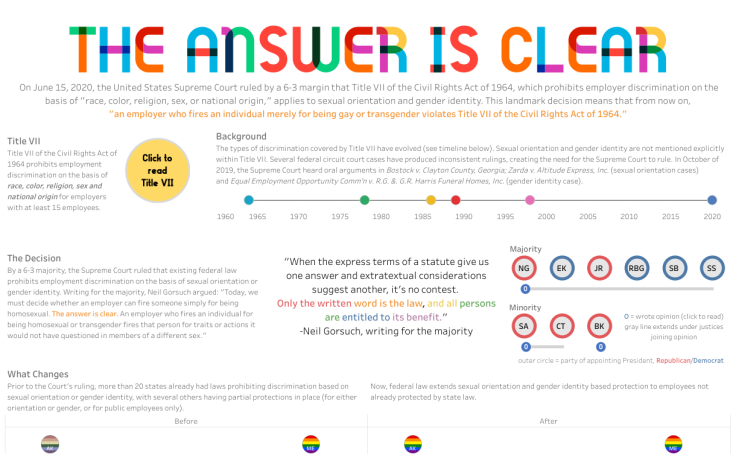 THE ANSWER IS CLEAR
On June 15, 2020, the United States Supreme Court ruled by a 6-3 margin that Title VII of the Civil Rights Act of 1964, which prohibits employer discrimination on the
basis of "race, color, religion, sex, or national origin," applies to sexual orientation and gender identity. This landmark decision means that from now on,
"an employer who fires an individual merely for being gay or transgender violates Title VII of the Civil Rights Act of 1964."
Title VII
Title VII of the Civil Rights Act of
1964 prohibits employment
discrimination on the basis of
race, color, religion, sex and
national origin for employers
with at least 15 employees.
Click to
read
Title VII
Background
The types of discrimination covered by Title VII have evolved (see timeline below). Sexual orientation and gender identity are not mentioned explicitly
within Title VII. Several federal circuit court cases have produced inconsistent rulings, creating the need for the Supreme Court to rule. In October of
2019, the Supreme Court heard oral arguments in Bostock v. Clayton County, Georgia; Zarda v. Altitude Express, Inc. (sexual orientation cases)
and Equal Employment Opportunity Comm'n v. R.G. &. G.R. Harris Funeral Homes, Inc. (gender identity case).
1960 1965 1970 1975 1980 1985 1990 1995 2000 2005 2010 2015 2020
The Decision
By a 6-3 majority, the Supreme Court ruled that existing federal law
prohibits employment discrimination on the basis of sexual orientation or
gender identity. Writing for the majority, Neil Gorsuch argued: "Today, we
must decide whether an employer can fire someone simply for being
homosexual. The answer is clear. An employer who fires an individual for
being homosexual or transgender fires that person for traits or actions it
would not have questioned in members of a different sex."
"When the express terms of a statute give us
one answer and extratextual considerations
suggest another, it's no contest.
Only the written word is the law, and all persons
are entitled to its benefit."
-Neil Gorsuch, writing for the majority
Majority
NG EK JR RBG SB SS
O
Minority
SA CT BK
O O
O = wrote opinion (click to read)
gray line extends under justices
joining opinion
outer circle = party of appointing President, Republican/Democrat
What Changes
Prior to the Court's ruling, more than 20 states already had laws prohibiting discrimination based on
sexual orientation or gender identity, with several others having partial protections in place (for either
orientation or gender, or for public employees only).
Now, federal law extends sexual orientation and gender identity based protection to employees not
already protected by state law.
Before
After
AK ME AK ME